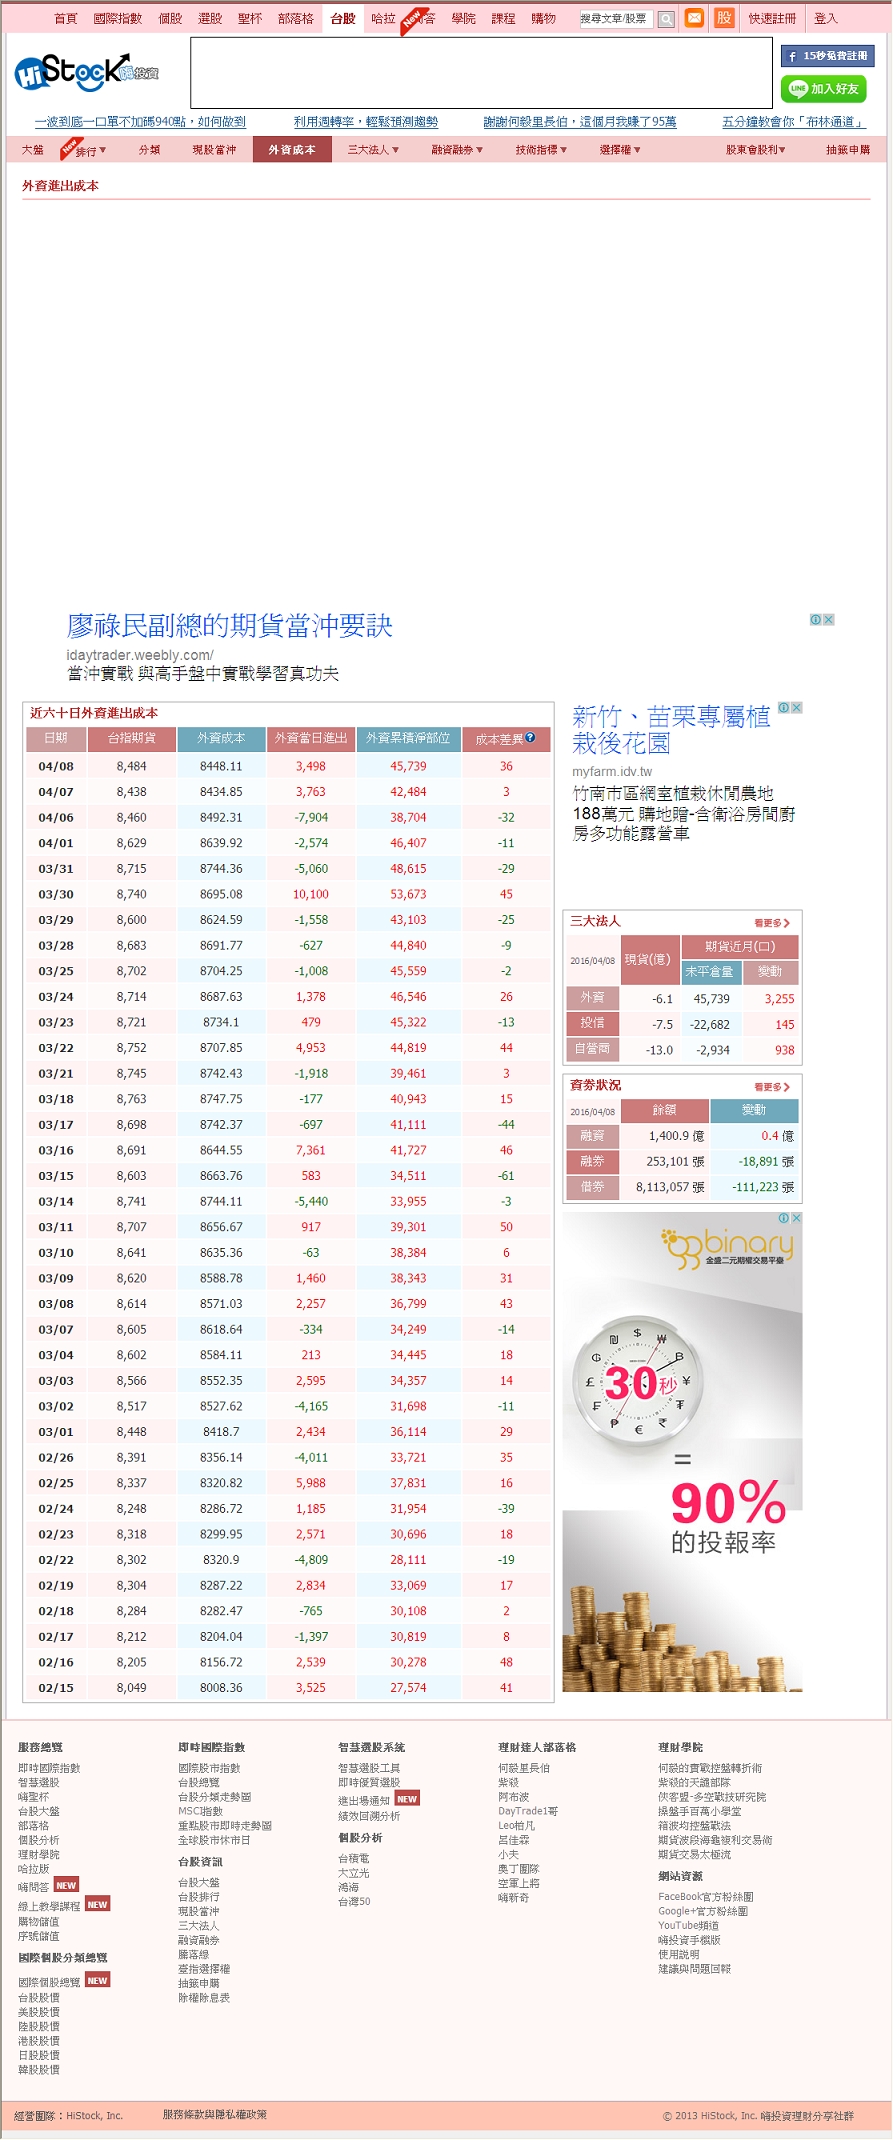 首頁 國際指數 個股 選股 聖杯 部落格 台股 哈拉 New 答 學院 課程 購物 搜尋文章/股票 股 快速註冊 登入
HiStock 嗨投資
f 15秒免費註冊
LINE 加入好友
一波到底一口單不加碼940點，如何做到 利用週轉率，輕鬆預測趨勢 謝謝何毅里長伯，這個月我賺了95萬 五分鐘教會你「布林通道」
大盤 New 排行▼ 分類 現股當沖 外資成本 三大法人▼ 融資融券▼ 技術指標▼ 選擇權▼ 股東會股利▼ 抽籤申購
外資進出成本
廖祿民副總的期貨當沖要訣
idaytrader.weebly.com/
當沖實戰 與高手盤中實戰學習真功夫
近六十日外資進出成本
日期 台指期貨 外資成本 外資當日進出 外資累積淨部位 成本差異
04/08 8,484 8448.11 3,498 45,739 36
04/07 8,438 8434.85 3,763 42,484 3
04/06 8,460 8492.31 -7,904 38,704 -32
04/01 8,629 8639.92 -2,574 46,407 -11
03/31 8,715 8744.36 -5,060 48,615 -29
03/30 8,740 8695.08 10,100 53,673 45
03/29 8,600 8624.59 -1,558 43,103 -25
03/28 8,683 8691.77 -627 44,840 -9
03/25 8,702 8704.25 -1,008 45,559 -2
03/24 8,714 8687.63 1,378 46,546 26
03/23 8,721 8734.1 479 45,322 -13
03/22 8,752 8707.85 4,953 44,819 44
03/21 8,745 8742.43 -1,918 39,461 3
03/18 8,763 8747.75 -177 40,943 15
03/17 8,698 8742.37 -697 41,111 -44
03/16 8,691 8644.55 7,361 41,727 46
03/15 8,603 8663.76 583 34,511 -61
03/14 8,741 8744.11 -5,440 33,955 -3
03/11 8,707 8656.67 917 39,301 50
03/10 8,641 8635.36 -63 38,384 6
03/09 8,620 8588.78 1,460 38,343 31
03/08 8,614 8571.03 2,257 36,799 43
03/07 8,605 8618.64 -334 34,249 -14
03/04 8,602 8584.11 213 34,445 18
03/03 8,566 8552.35 2,595 34,357 14
03/02 8,517 8527.62 -4,165 31,698 -11
03/01 8,448 8418.7 2,434 36,114 29
02/26 8,391 8356.14 -4,011 33,721 35
02/25 8,337 8320.82 5,988 37,831 16
02/24 8,248 8286.72 1,185 31,954 -39
02/23 8,318 8299.95 2,571 30,696 18
02/22 8,302 8320.9 -4,809 28,111 -19
02/19 8,304 8287.22 2,834 33,069 17
02/18 8,284 8282.47 -765 30,108 2
02/17 8,212 8204.04 -1,397 30,819 8
02/16 8,205 8156.72 2,539 30,278 48
02/15 8,049 8008.36 3,525 27,574 41
新竹、苗栗專屬植
栽後花園
myfarm.idv.tw
竹南市區網室植栽休閒農地
188萬元 購地贈-含衛浴房間廚
房多功能露營車
三大法人 看更多
2016/04/08 現貨(億) 期貨近月(口)
未平倉量 變動
外資 -6.1 45,739 3,255
投信 -7.5 -22,682 145
自營商 -13.0 -2,934 938
資券狀況 看更多
2016/04/08 餘額 變動
融資 1,400.9 億 0.4 億
融券 253,101 張 -18,891 張
借券 8,113,057 張 -111,223 張
binary
金盛二元期權交易平臺
30秒
=
90%
的投報率
服務總覽
即時國際指數
智慧選股
嗨聖杯
台股大盤
部落格
個股分析
理財學院
哈拉版
嗨問答 NEW
線上教學課程 NEW
購物儲值
序號儲值
國際個股分類總覽
國際個股總覽 NEW
台股股價
美股股價
陸股股價
港股股價
日股股價
韓股股價
即時國際指數
國際股市指數
台股總覽
台股分類走勢圖
MSCI指數
重點股市即時走勢圖
全球股市休市日
台股資訊
台股大盤
台股排行
現股當沖
三大法人
融資融券
騰落線
臺指選擇權
抽籤申購
除權除息表
智慧選股系統
智慧選股工具
即時優質選股
進出場通知 NEW
績效回溯分析
個股分析
台積電
大立光
鴻海
台灣50
理財達人部落格
何毅里長伯
紫殺
阿布波
DayTrade1哥
Leo柏凡
呂佳霖
小夫
奧丁團隊
空軍上將
嗨新奇
理財學院
何毅的實戰控盤轉折術
紫殺的天讖部隊
俠客盟-多空戰技研究院
操盤手百萬小學堂
箱波均控盤戰法
期貨波段海龜複利交易術
期貨交易太極流
網站資源
FaceBook官方粉絲團
Google+官方粉絲團
YouTube頻道
嗨投資手機版
使用說明
建議與問題回報
經營團隊：HiStock, Inc. 服務條款與隱私權政策 © 2013 HiStock, Inc. 嗨投資理財分享社群